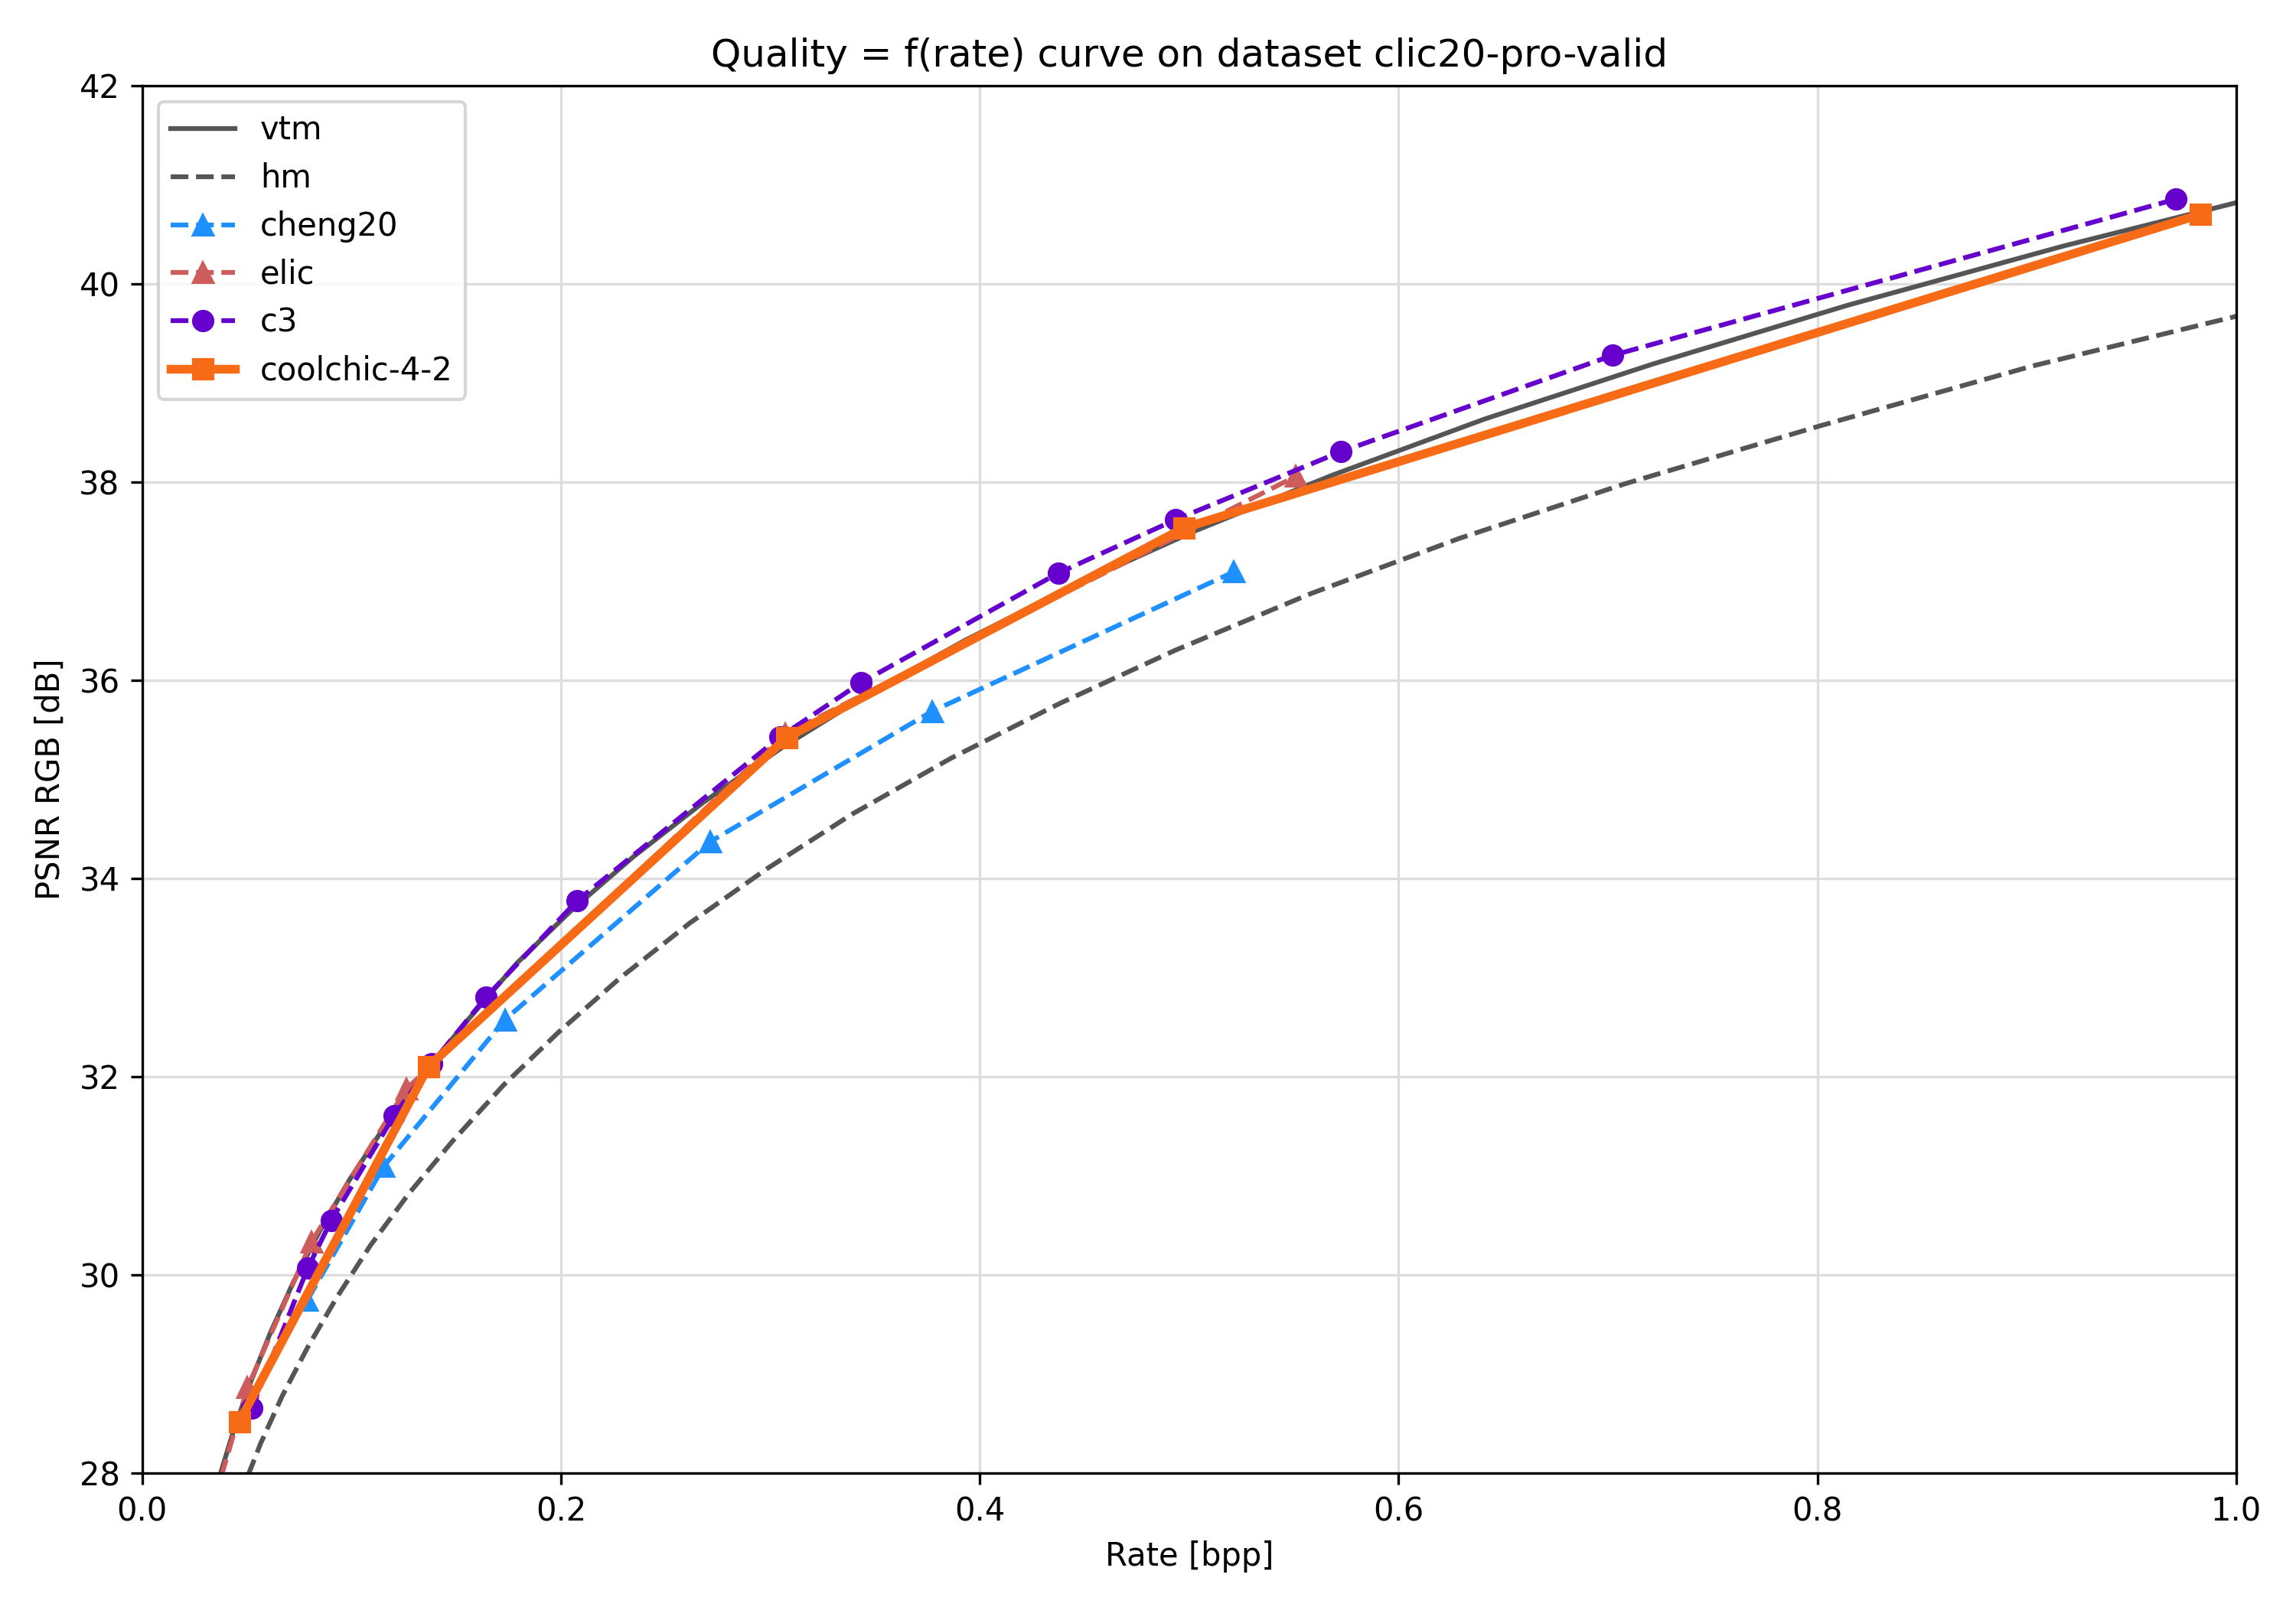 Quality = f(rate) curve on dataset clic20-pro-valid
42
40
38
36
34
32
30
28
PSNR RGB [dB]
vtm
hm
cheng20
elic
c3
coolchic-4-2
0.0 0.2 0.4 0.6 0.8 1.0
Rate [bpp]